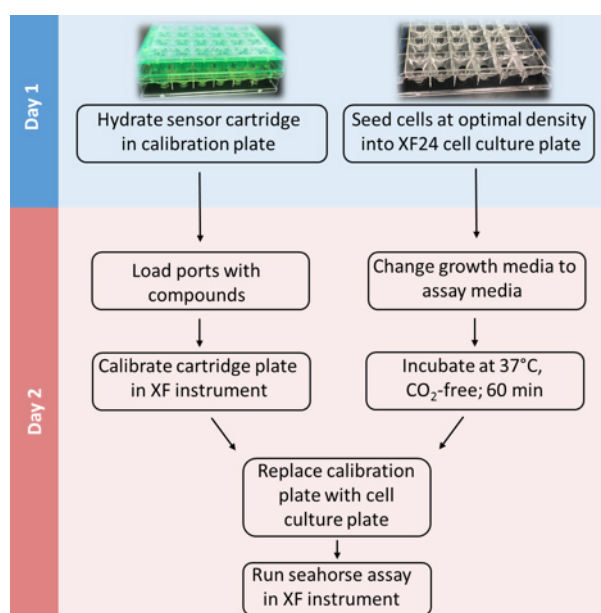 Day 1
Hydrate sensor cartridge
in calibration plate
Seed cells at optimal density
into XF24 cell culture plate
Day 2
Load ports with
compounds
Change growth media to
assay media
Calibrate cartridge plate
in XF instrument
Incubate at 37°C,
CO₂-free; 60 min
Replace calibration
plate with cell
culture plate
Run seahorse assay
in XF instrument